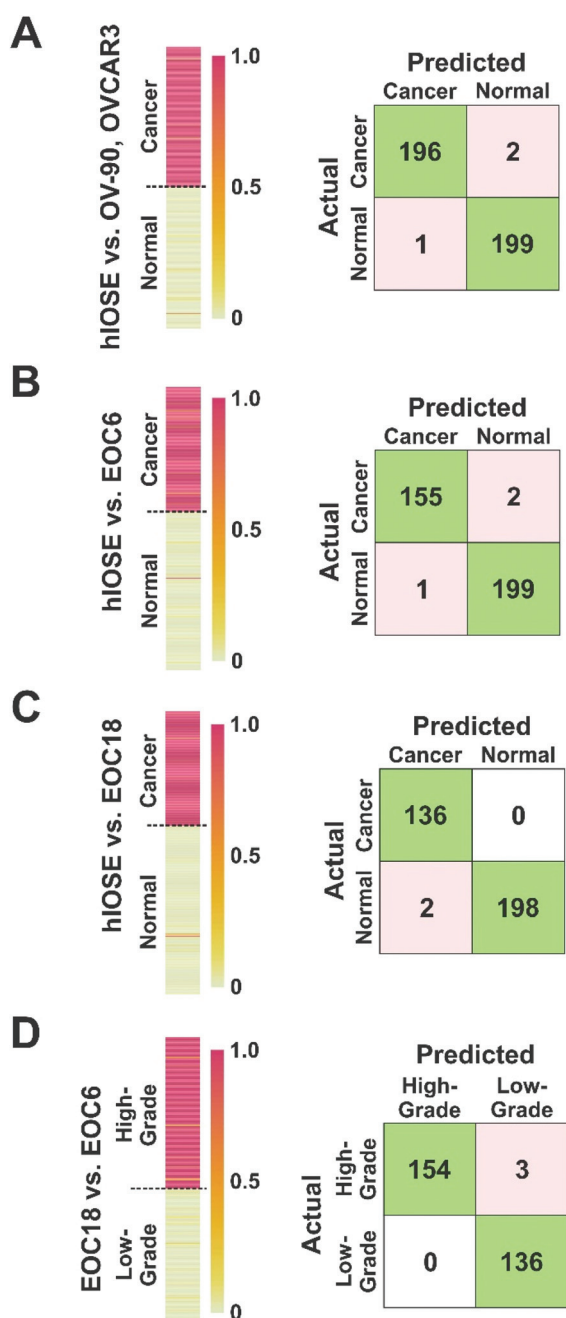 A
hIOSE vs. OV-90, OVCAR3
Cancer
Normal
1.0
0.5
0
Predicted
Cancer Normal
Actual
Cancer
Normal
196 2
1 199
B
hIOSE vs. EOC6
Cancer
Normal
1.0
0.5
0
Predicted
Cancer Normal
Actual
Cancer
Normal
155 2
1 199
C
hIOSE vs. EOC18
Cancer
Normal
1.0
0.5
0
Predicted
Cancer Normal
Actual
Cancer
Normal
136 0
2 198
D
EOC18 vs. EOC6
High-
Grade
Low-
Grade
1.0
0.5
0
Predicted
High- Low-
Grade Grade
Actual
High-
Grade
Low-
Grade
154 3
0 136